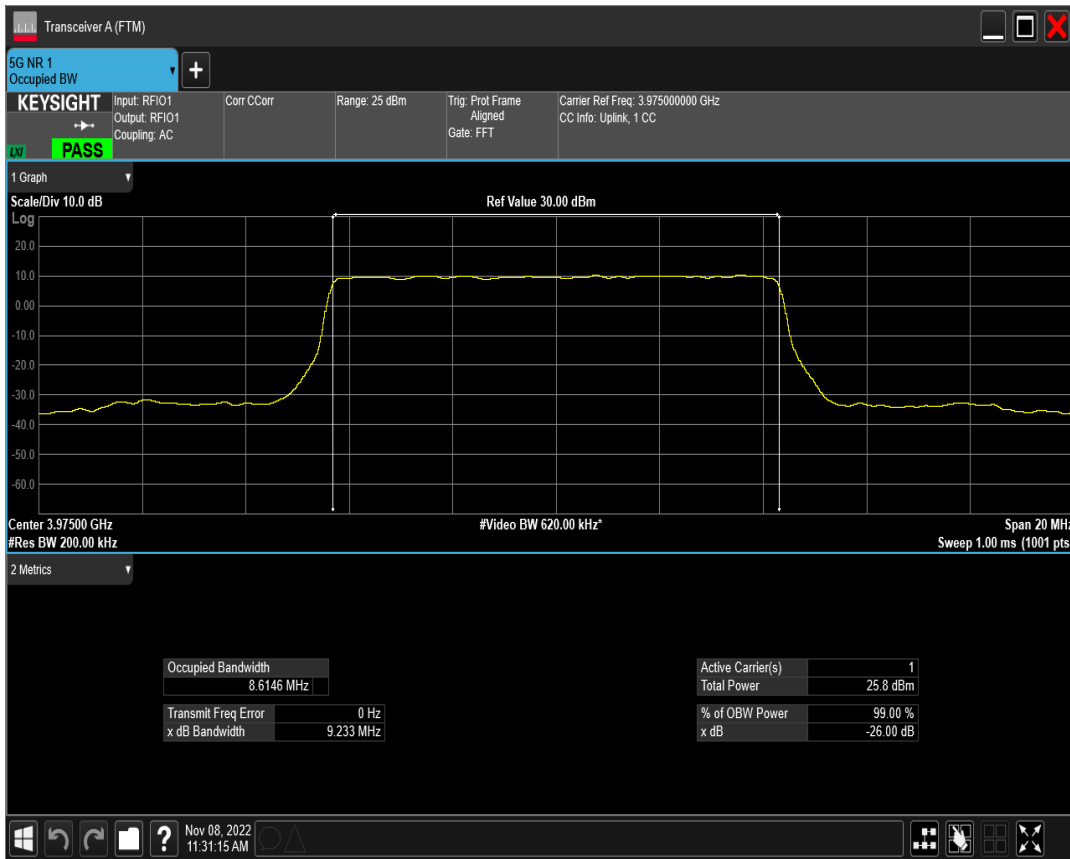 Transceiver A (FTM)
5G NR 1
Occupied BW
+
KEYSIGHT
LXI
PASS
Input: RFIO1
Output: RFIO1
Coupling: AC
Corr CCorr
Range: 25 dBm
Trig: Prot Frame
Aligned
Gate: FFT
Carrier Ref Freq: 3.975000000 GHz
CC Info: Uplink, 1 CC
1 Graph
Scale/Div 10.0 dB
Ref Value 30.00 dBm
Log
20.0
10.0
0.00
-10.0
-20.0
-30.0
-40.0
-50.0
-60.0
Center 3.97500 GHz
#Video BW 620.00 kHz*
Span 20 MHz
#Res BW 200.00 kHz
Sweep 1.00 ms (1001 pts
2 Metrics
Occupied Bandwidth
8.6146 MHz
Transmit Freq Error 0 Hz
x dB Bandwidth 9.233 MHz
Active Carrier(s) 1
Total Power 25.8 dBm
% of OBW Power 99.00 %
x dB -26.00 dB
?
Nov 08, 2022
11:31:15 AM